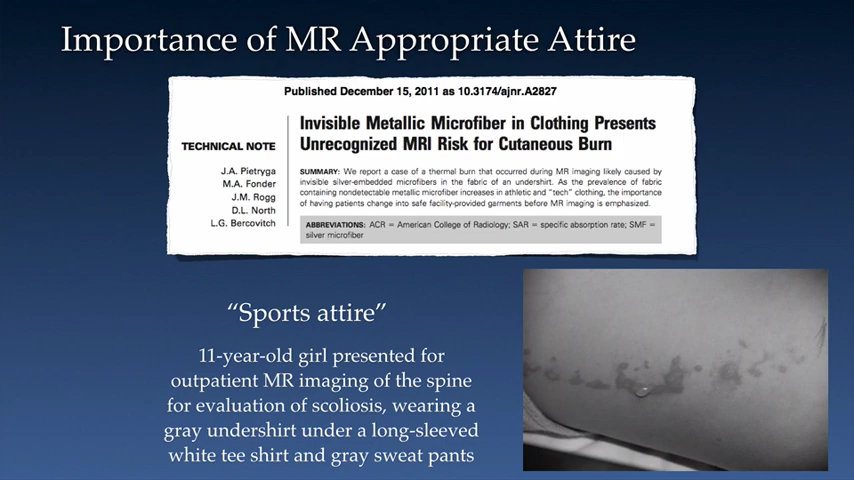 Importance of MR Appropriate Attire
Published December 15, 2011 as 10.3174/ajnr.A2827
TECHNICAL NOTE
J.A. Pietryga
M.A. Fonder
J.M. Rogg
D.L. North
L.G. Bercovitch
Invisible Metallic Microfiber in Clothing Presents
Unrecognized MRI Risk for Cutaneous Burn
SUMMARY: We report a case of a thermal burn that occurred during MR imaging likely caused by
invisible silver-embedded microfibers in the fabric of an undershirt. As the prevalence of fabric
containing nondetectable metallic microfiber increases in athletic and "tech" clothing, the importance
of having patients change into safe facility-provided garments before MR imaging is emphasized.
ABBREVIATIONS: ACR = American College of Radiology; SAR = specific absorption rate; SMF =
silver microfiber
“Sports attire”
11-year-old girl presented for
outpatient MR imaging of the spine
for evaluation of scoliosis, wearing a
gray undershirt under a long-sleeved
white tee shirt and gray sweat pants